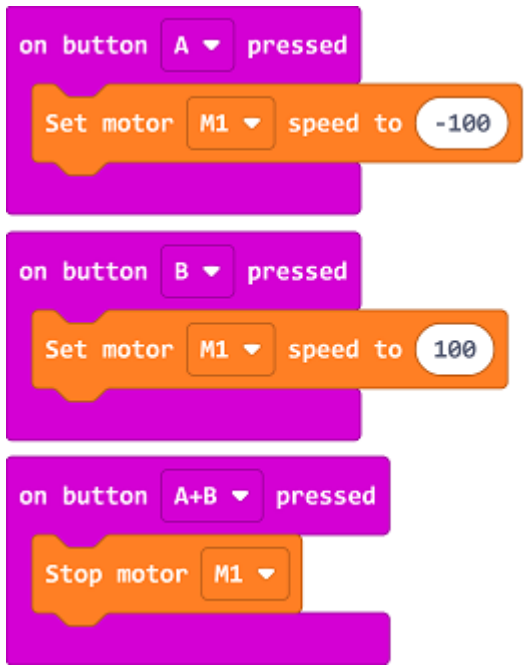 on button A pressed
Set motor M1 speed to -100
on button B pressed
Set motor M1 speed to 100
on button A+B pressed
Stop motor M1